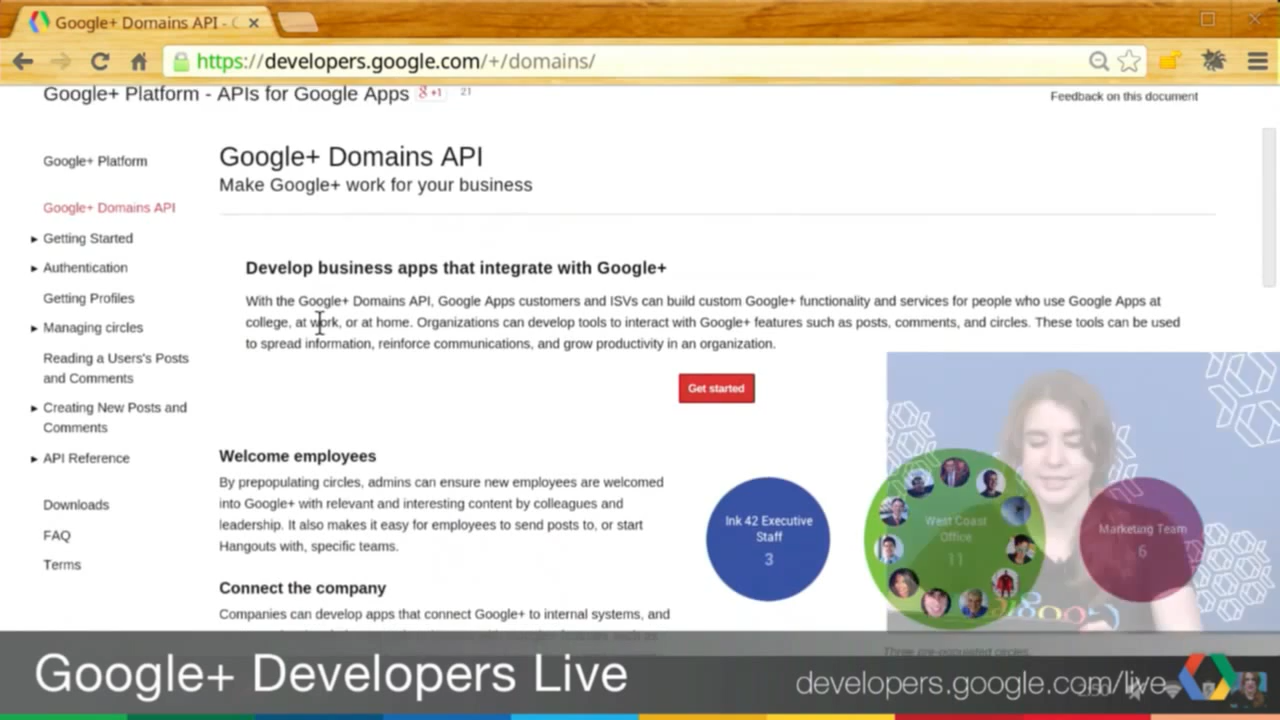 Google+ Domains API -
https://developers.google.com/+/domains/
Google+ Platform - APIs for Google Apps
g +1 21
Feedback on this document
Google+ Platform
Google+ Domains API
Getting Started
Authentication
Getting Profiles
Managing circles
Reading a Users's Posts
and Comments
Creating New Posts and
Comments
API Reference
Downloads
FAQ
Terms
Google+ Domains API
Make Google+ work for your business
Develop business apps that integrate with Google+
With the Google+ Domains API, Google Apps customers and ISVs can build custom Google+ functionality and services for people who use Google Apps at
college, at work, or at home. Organizations can develop tools to interact with Google+ features such as posts, comments, and circles. These tools can be used
to spread information, reinforce communications, and grow productivity in an organization.
Get started
Welcome employees
By prepopulating circles, admins can ensure new employees are welcomed
into Google+ with relevant and interesting content by colleagues and
leadership. It also makes it easy for employees to send posts to, or start
Hangouts with, specific teams.
Connect the company
Companies can develop apps that connect Google+ to internal systems, and
Ink 42 Executive
Staff
3
West Coast
Office
11
Marketing Team
6
Three pre-populated circles.
Google+ Developers Live
developers.google.com/live